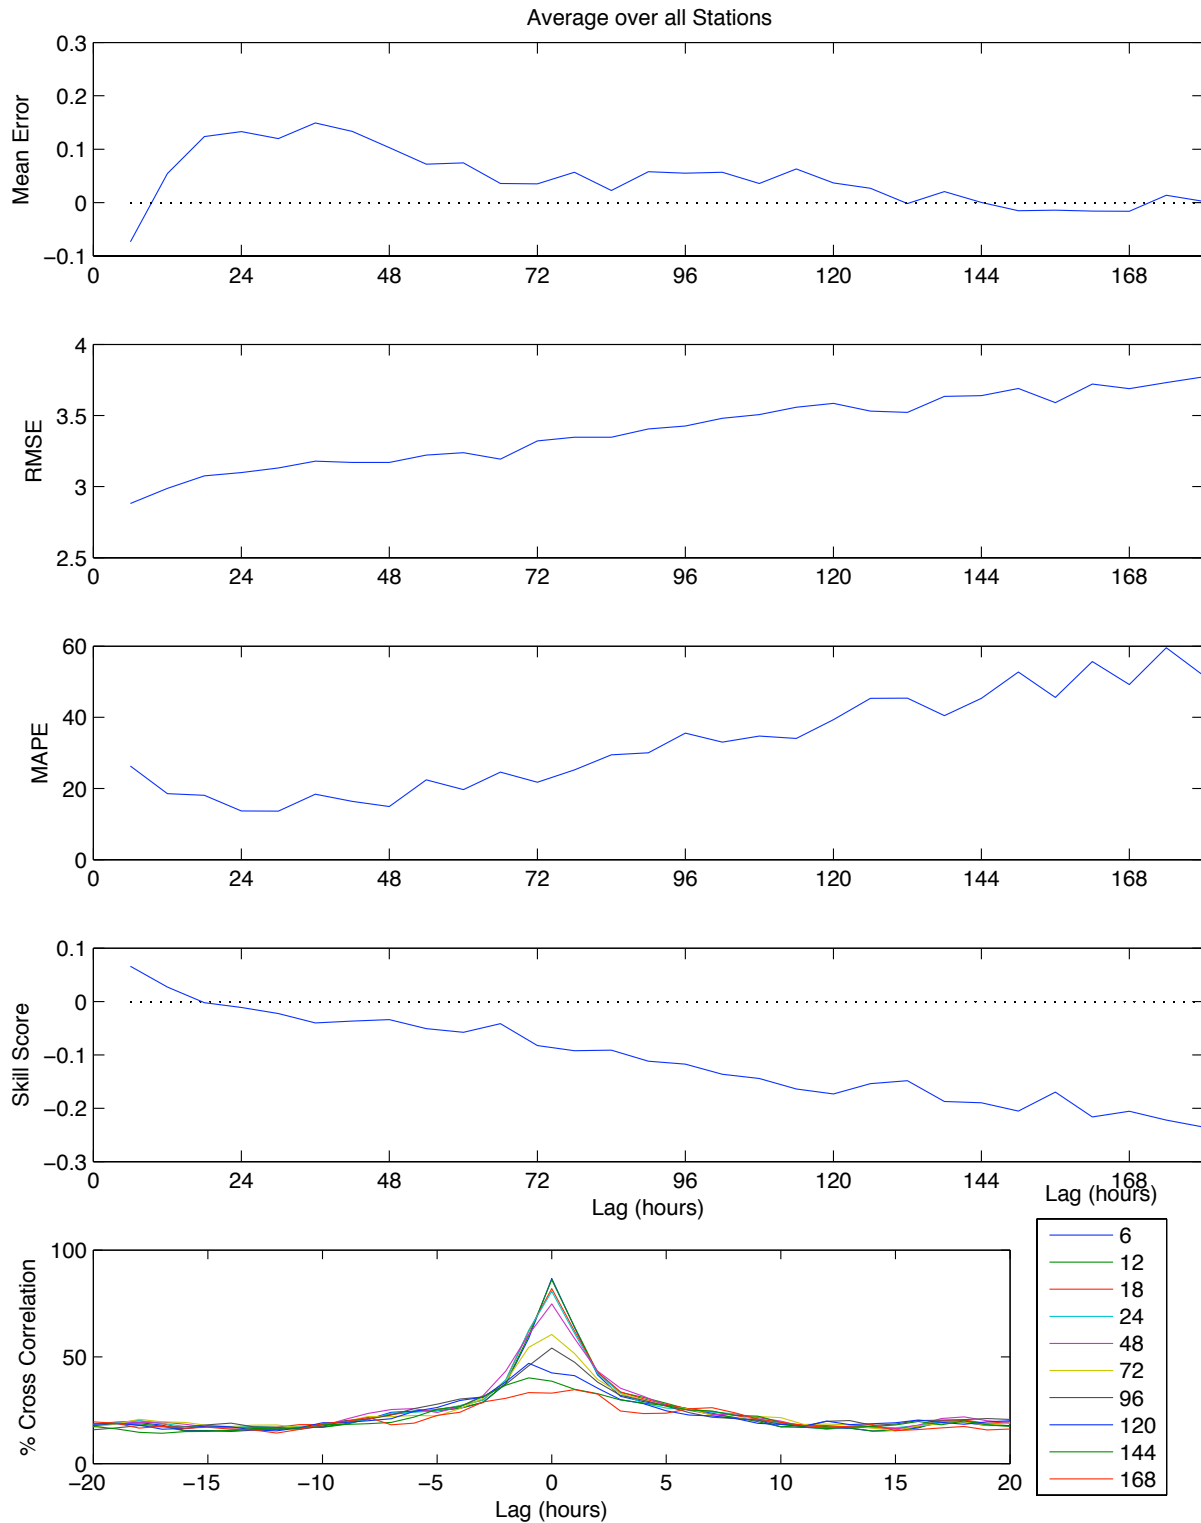 Average over all Stations
0.3
0.2
0.1
0
−0.1
Mean Error
0 24 48 72 96 120 144 168
4
3.5
3
2.5
RMSE
0 24 48 72 96 120 144 168
60
40
20
0
MAPE
0 24 48 72 96 120 144 168
0.1
0
−0.1
−0.2
−0.3
Skill Score
0 24 48 72 96 120 144 168
Lag (hours)
Lag (hours)
6
12
18
24
48
72
96
120
144
168
100
50
0
% Cross Correlation
−20 −15 −10 −5 0 5 10 15 20
Lag (hours)